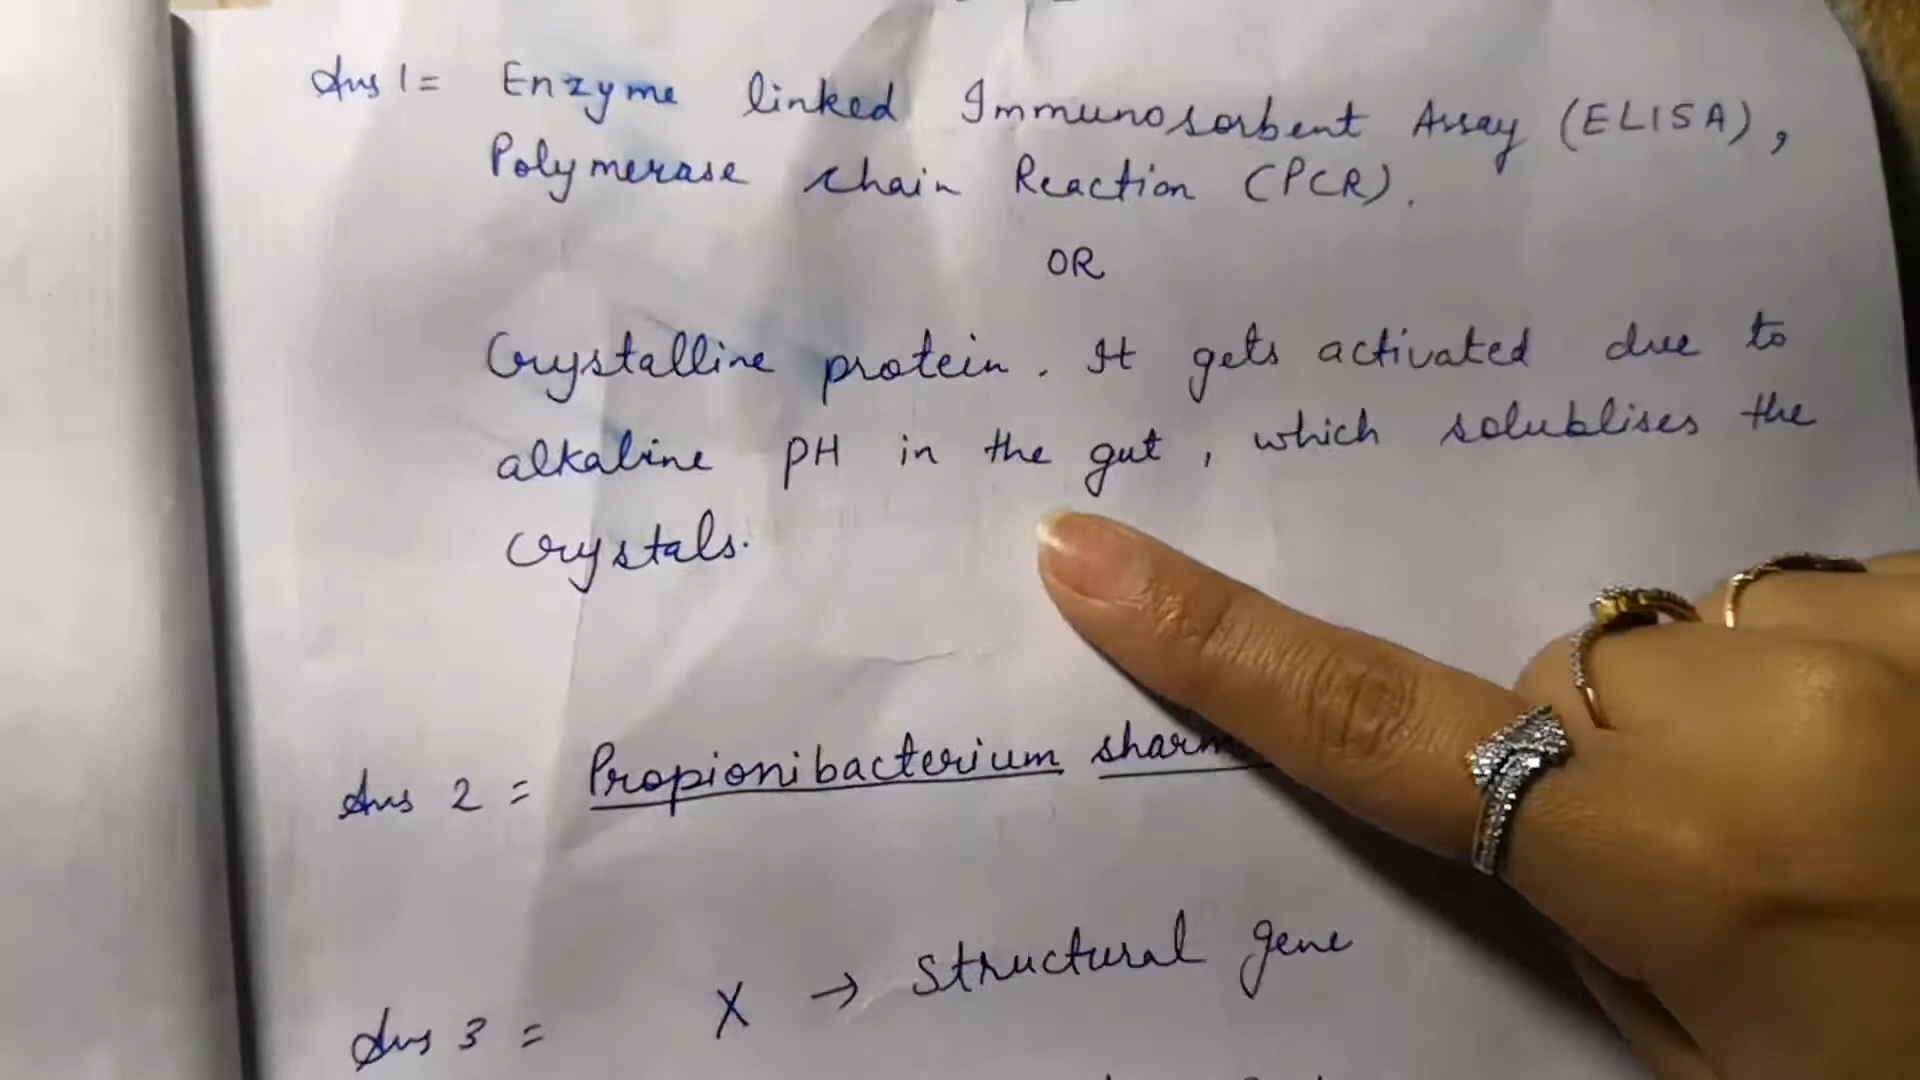 Ans 1 = Enzyme linked Immunosorbent Assay (ELISA),
Polymerase chain Reaction (PCR).
OR
Crystalline protein. It gets activated due to
alkaline pH in the gut, which solublises the
crystals.
Ans 2 = Propionibacterium sharm
Ans 3 = X → Structural gene